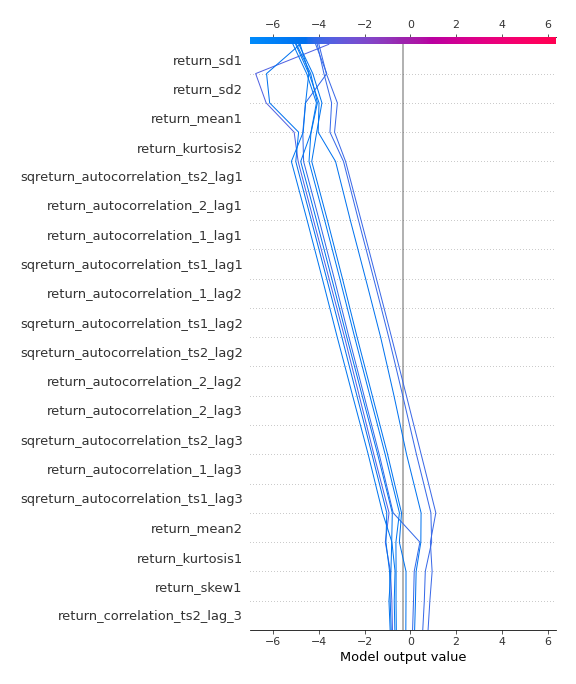 −6 −4 −2 0 2 4 6
return_sd1
return_sd2
return_mean1
return_kurtosis2
sqreturn_autocorrelation_ts2_lag1
return_autocorrelation_2_lag1
return_autocorrelation_1_lag1
sqreturn_autocorrelation_ts1_lag1
return_autocorrelation_1_lag2
sqreturn_autocorrelation_ts1_lag2
sqreturn_autocorrelation_ts2_lag2
return_autocorrelation_2_lag2
return_autocorrelation_2_lag3
sqreturn_autocorrelation_ts2_lag3
return_autocorrelation_1_lag3
sqreturn_autocorrelation_ts1_lag3
return_mean2
return_kurtosis1
return_skew1
return_correlation_ts2_lag_3
−6 −4 −2 0 2 4 6
Model output value